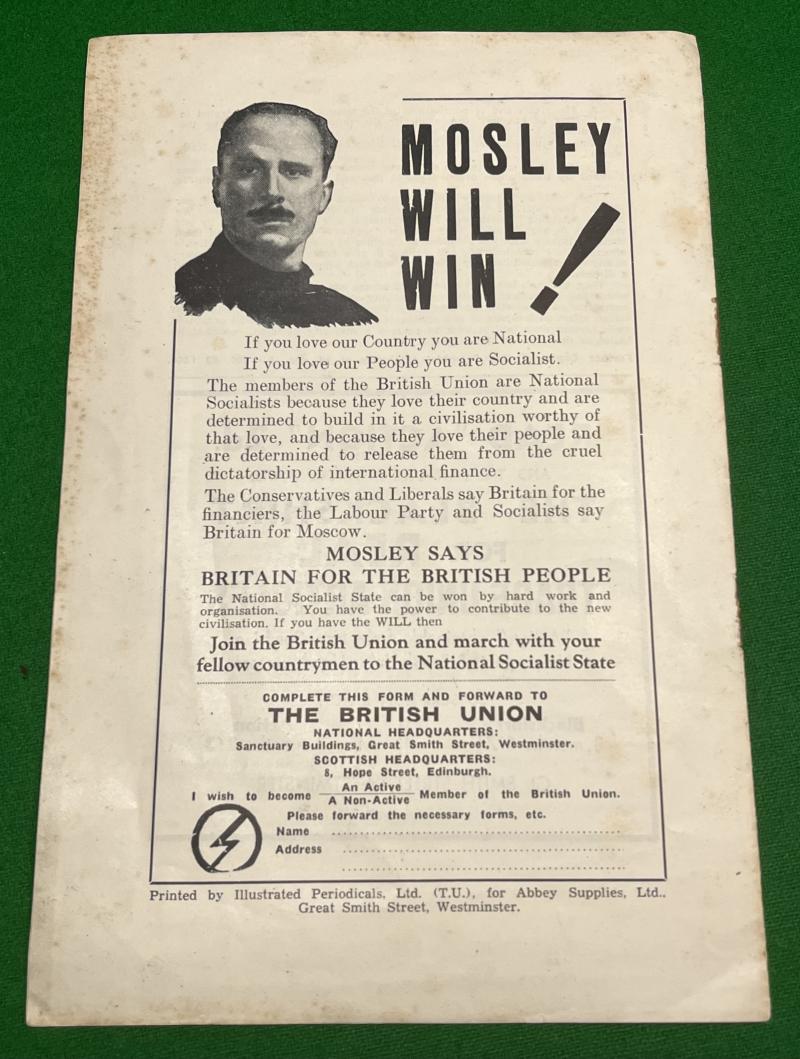 MOSLEY
WILL
WIN !
If you love our Country you are National
If you love our People you are Socialist.
The members of the British Union are National
Socialists because they love their country and are
determined to build in it a civilisation worthy of
that love, and because they love their people and
are determined to release them from the cruel
dictatorship of international finance.
The Conservatives and Liberals say Britain for the
financiers, the Labour Party and Socialists say
Britain for Moscow.
MOSLEY SAYS
BRITAIN FOR THE BRITISH PEOPLE
The National Socialist State can be won by hard work and
organisation. You have the power to contribute to the new
civilisation. If you have the WILL then
Join the British Union and march with your
fellow countrymen to the National Socialist State
COMPLETE THIS FORM AND FORWARD TO
THE BRITISH UNION
NATIONAL HEADQUARTERS:
Sanctuary Buildings, Great Smith Street, Westminster.
SCOTTISH HEADQUARTERS:
8, Hope Street, Edinburgh.
I wish to become An Active / A Non-Active Member of the British Union.
Please forward the necessary forms, etc.
Name
Address
Printed by Illustrated Periodicals, Ltd. (T.U.), for Abbey Supplies, Ltd.,
Great Smith Street, Westminster.